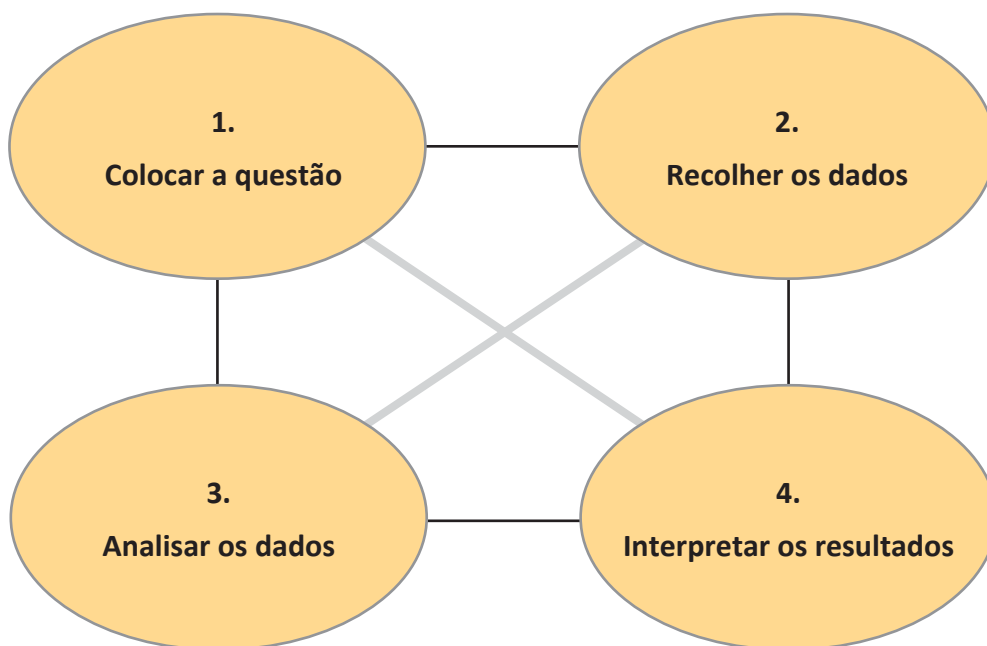 1.
Colocar a questão
2.
Recolher os dados
3.
Analisar os dados
4.
Interpretar os resultados